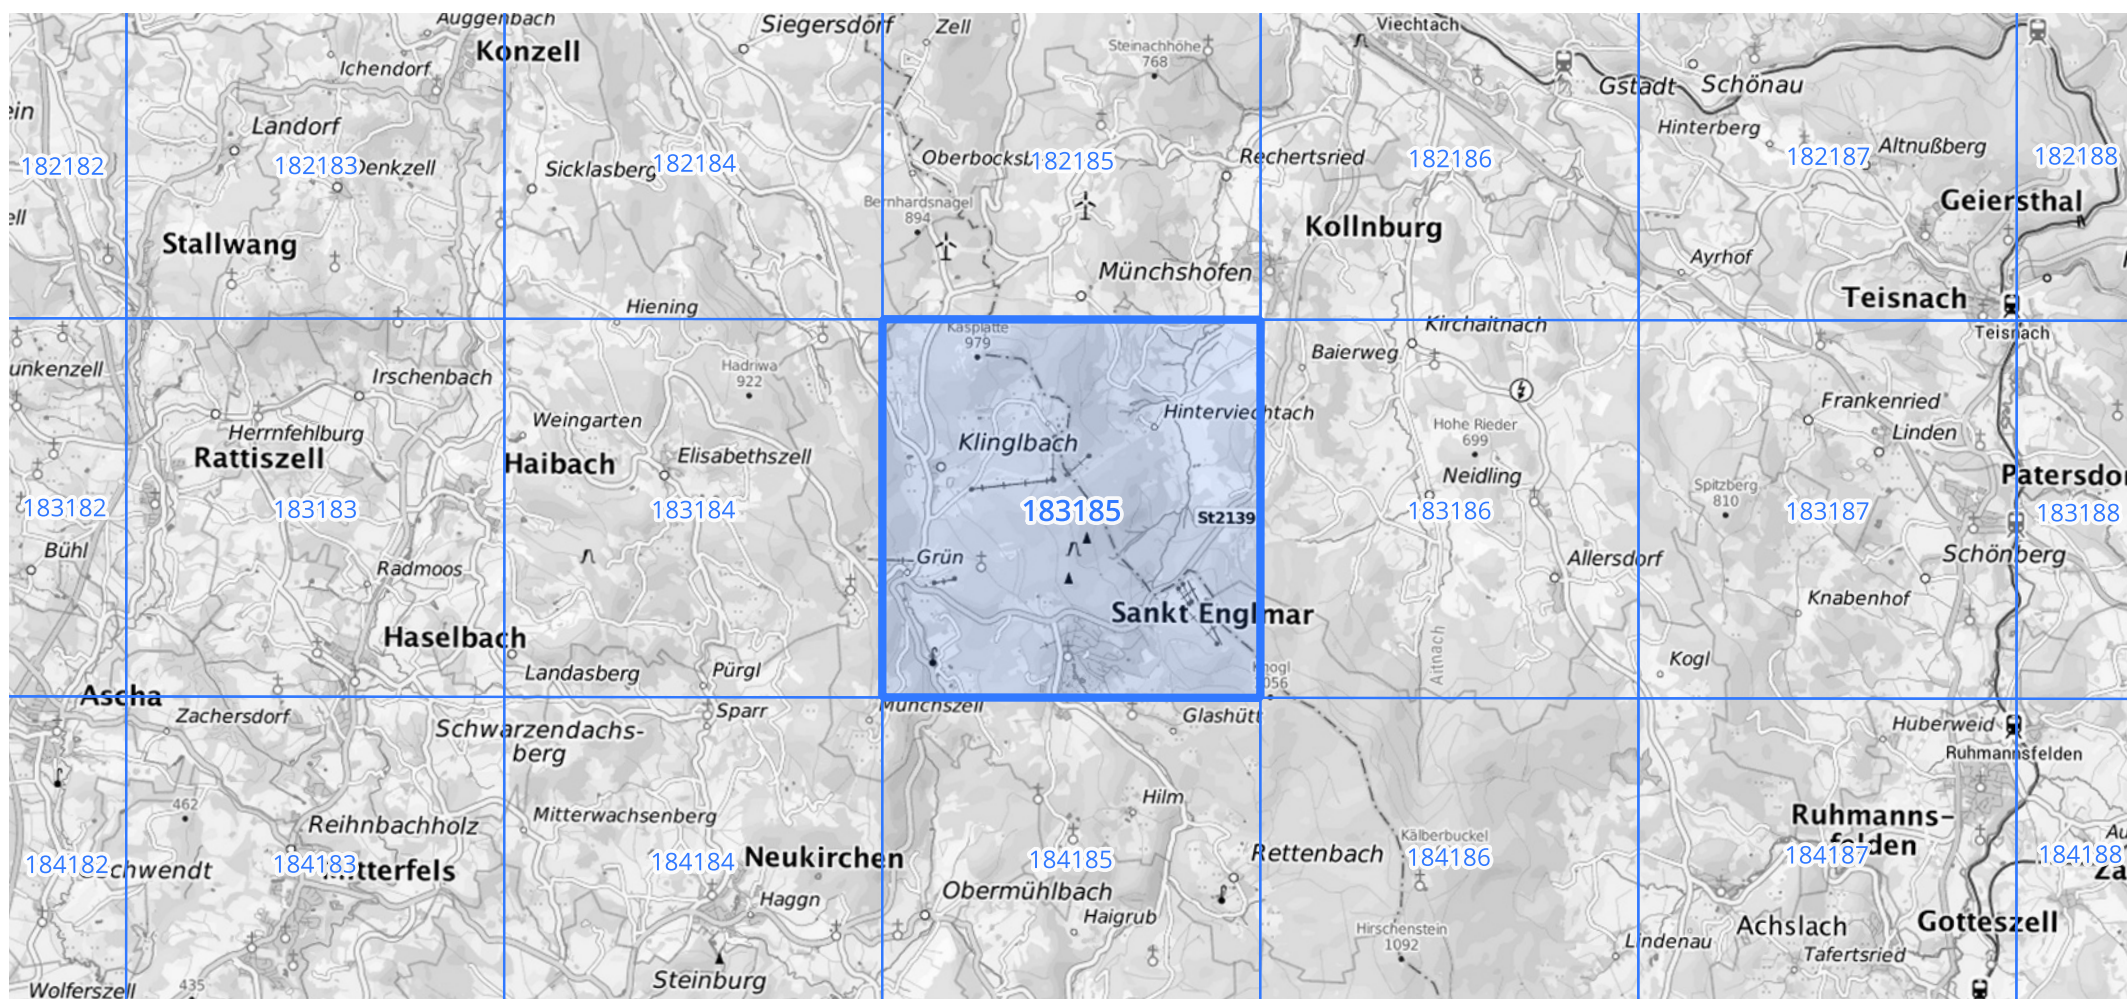 Auggenbach
Konzell
Siegersdorf
Zell
Viechtach
Steinachhöhe
768
Ichendorf
Gstadt
Schönau
ein
Landorf
Hinterberg
Altnußberg
182182
182183
Denkzell
Sicklasberg
182184
182185
Rechertsried
182186
182187
182188
Bernhardsnagel
894
Geiersthal
ell
Stallwang
Kollnburg
Münchshofen
Ayrhof
Teisnach
Hiening
Kasplatte
979
Kirchaitnach
Teisnach
unkenzell
Irschenbach
Hadriwa
922
Baierweg
Frankenried
Weingarten
Hinterviechtach
Hohe Rieder
699
Linden
Herrnfehlburg
Klinglbach
Rattiszell
Haibach
Elisabethszell
Neidling
Patersdor
Spitzberg
810
183182
183183
183184
183185
183186
183187
183188
St2139
Bühl
Radmoos
Grün
Allersdorf
Schönberg
Knabenhof
Sankt Englmar
Haselbach
Aitnach
Landasberg
Pürgl
Kogl
Ascha
Zachersdorf
Sparr
Münchszell
Glashütt
Huberweid
Schwarzendachs-
berg
Ruhmannsfelden
462
Mitterwachsenberg
Hilm
Ruhmanns-
felden
Reihnbachholz
Kälberbuckel
184182
chwendt
184183
184184
Neukirchen
184185
Rettenbach
184186
184187
184188
Haggn
Obermühlbach
Haigrub
Hirschenstein
1092
Achslach
Gotteszell
Lindenau
Tafertsried
Steinburg
Wolferszell
435